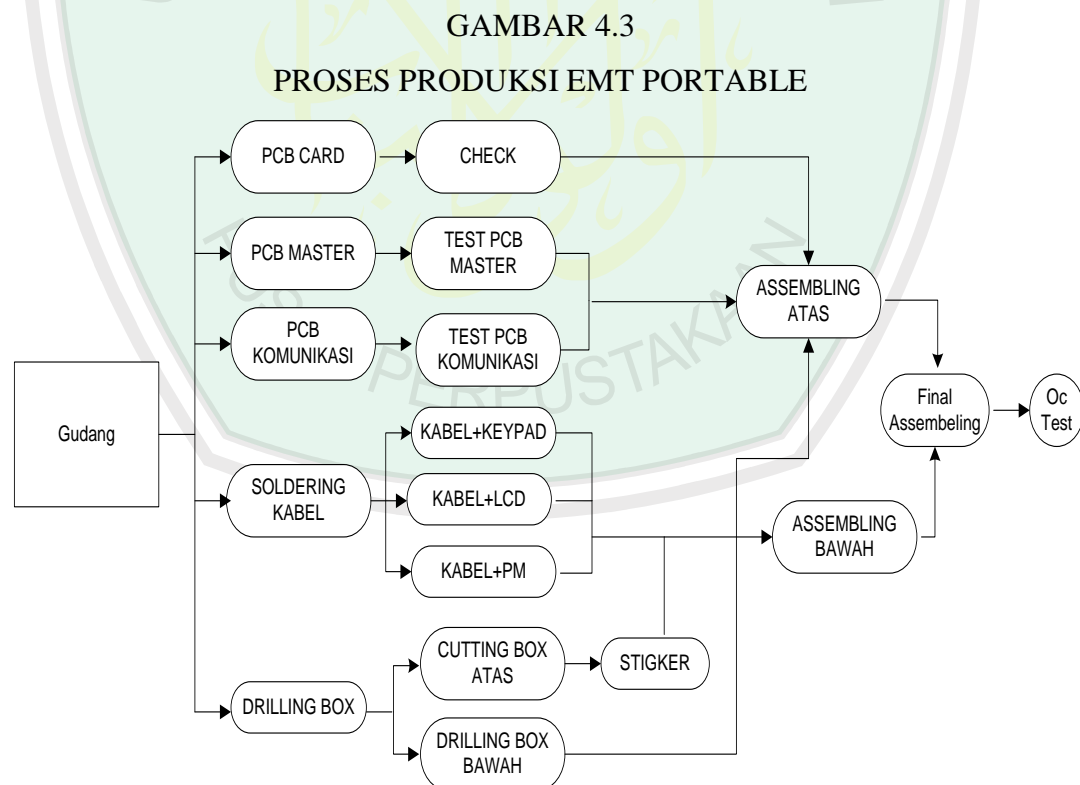 GAMBAR 4.3
PROSES PRODUKSI EMT PORTABLE
PCB CARD
CHECK
PCB MASTER
TEST PCB
MASTER
PCB
KOMUNIKASI
TEST PCB
KOMUNIKASI
ASSEMBLING
ATAS
Gudang
SOLDERING
KABEL
KABEL+KEYPAD
KABEL+LCD
KABEL+PM
Final
Assembeling
Oc
Test
ASSEMBLING
BAWAH
DRILLING BOX
CUTTING BOX
ATAS
STIGKER
DRILLING BOX
BAWAH
PERPUSTAKAAN